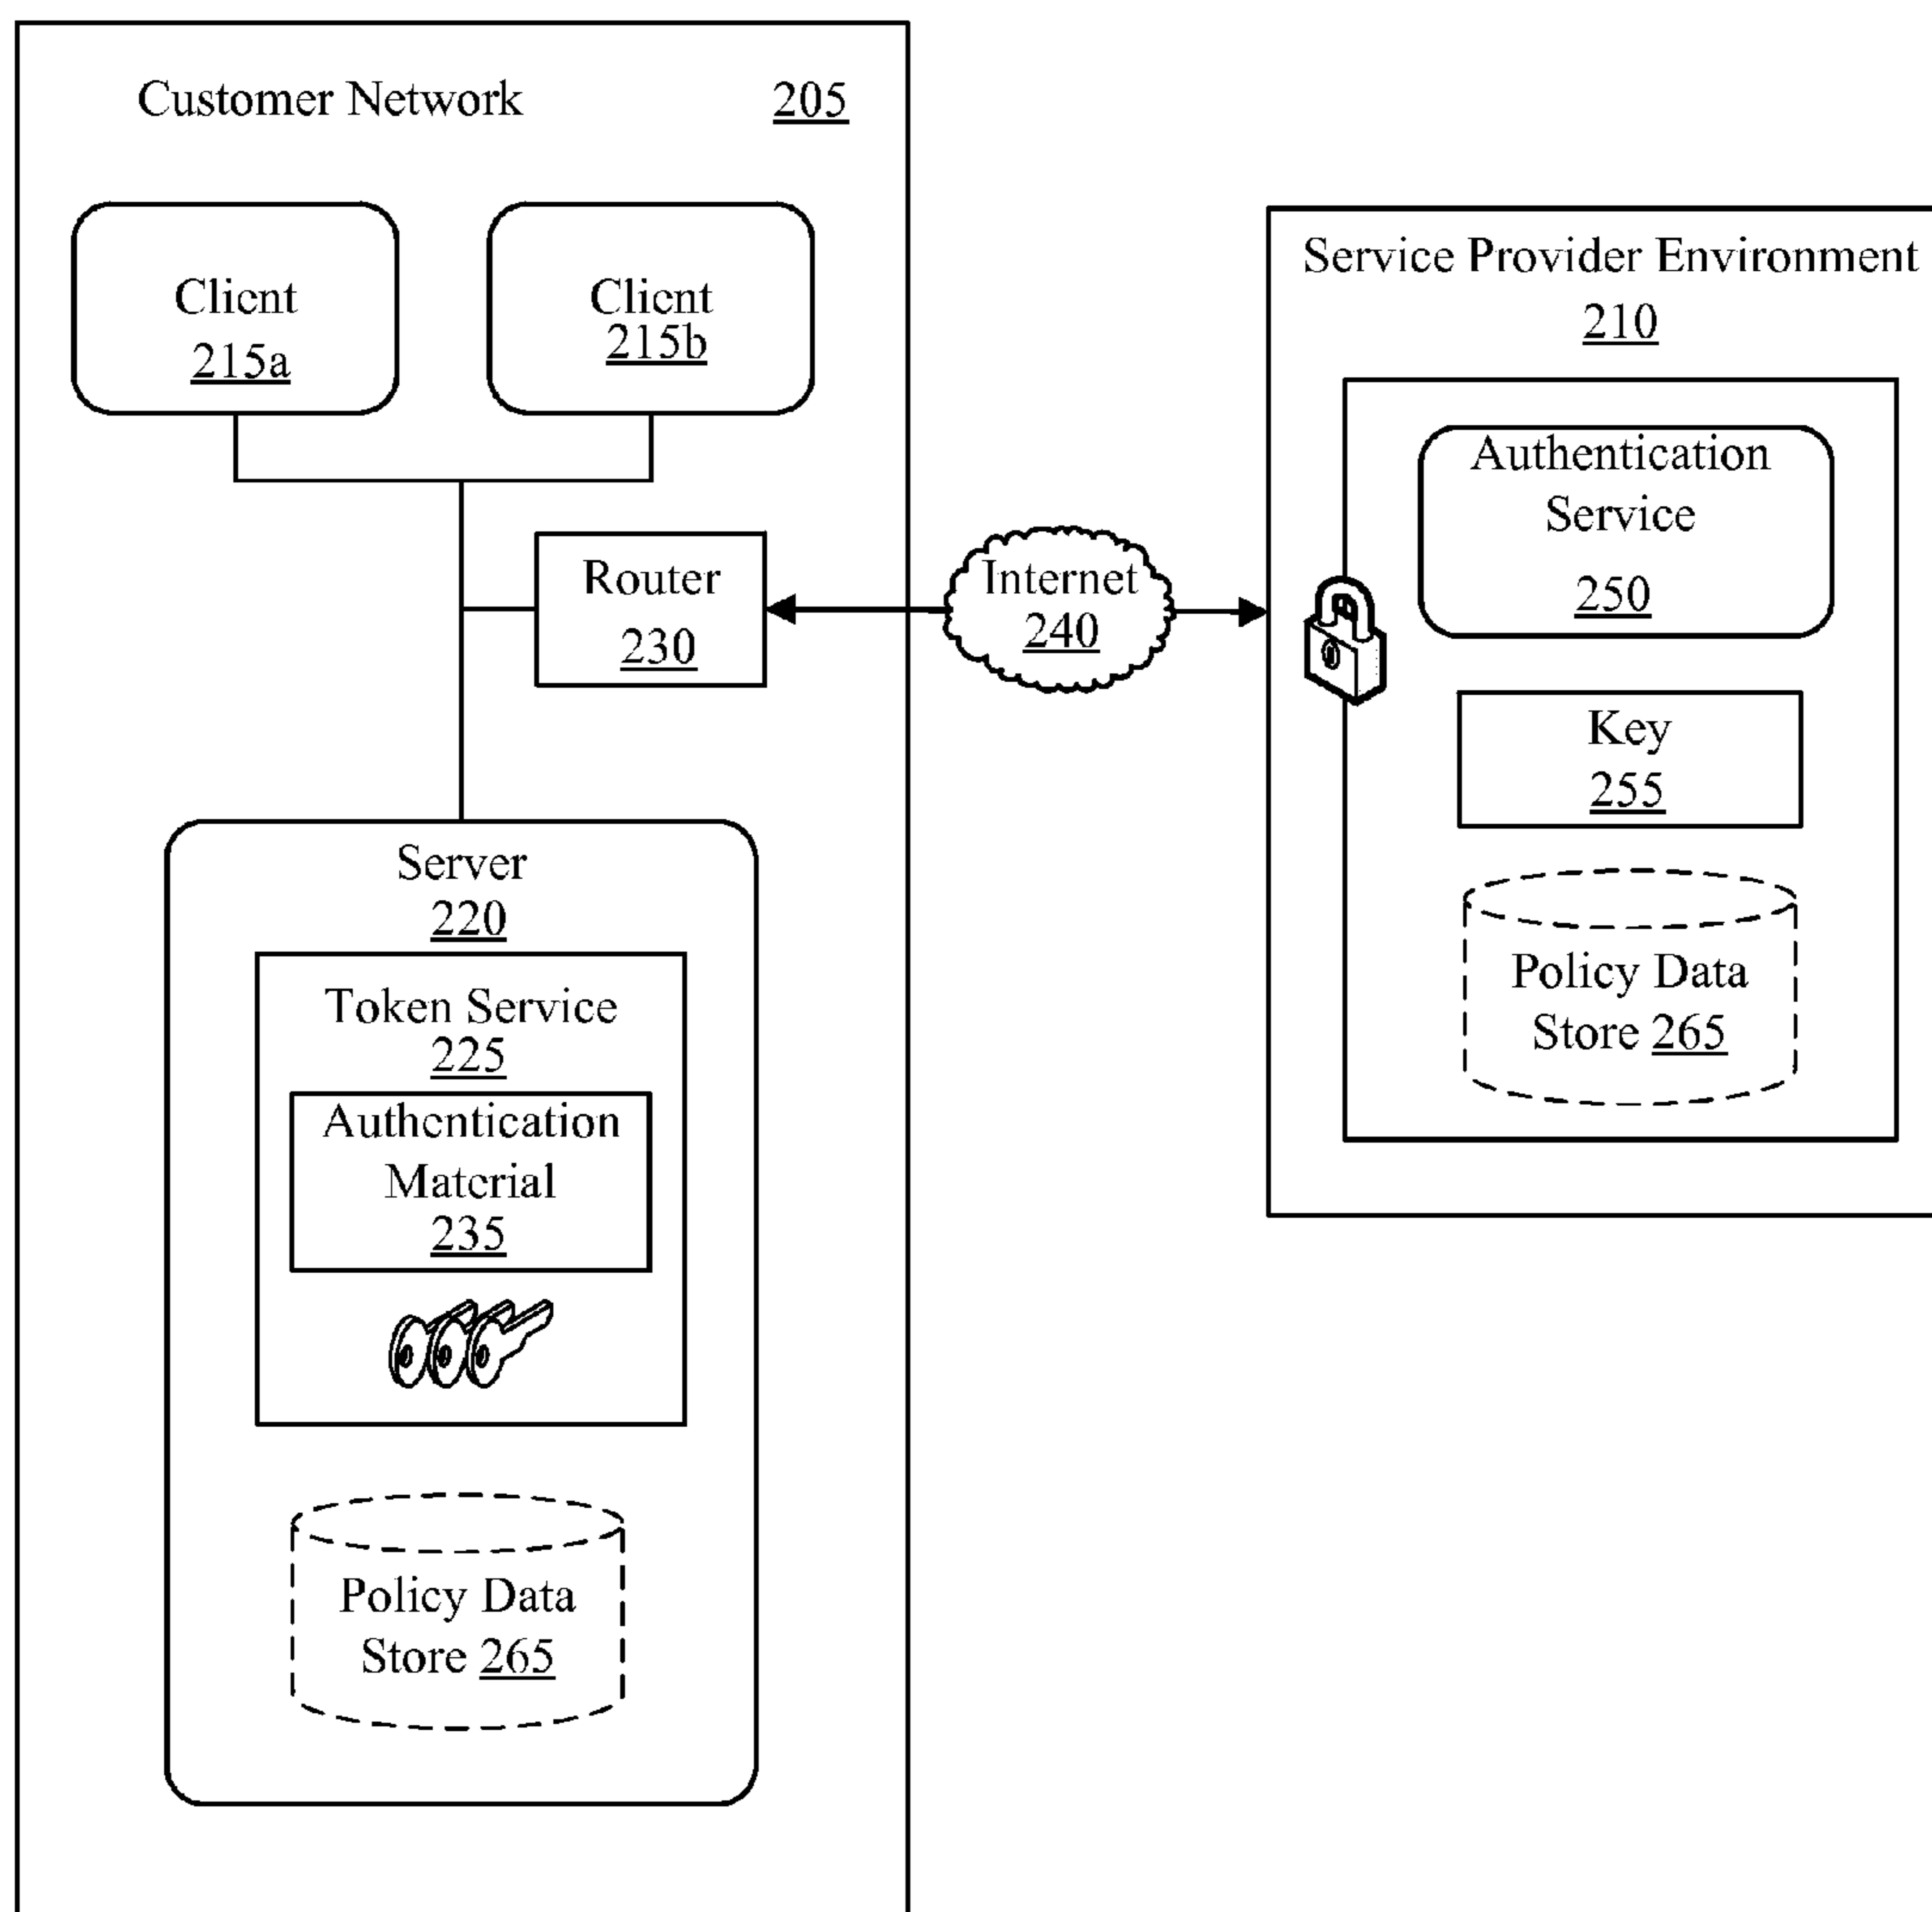 Customer Network 205
Client
215a
Client
215b
Router
230
Internet
240
Service Provider Environment
210
Authentication
Service
250
Key
255
Policy Data
Store 265
Server
220
Token Service
225
Authentication
Material
235
Policy Data
Store 265